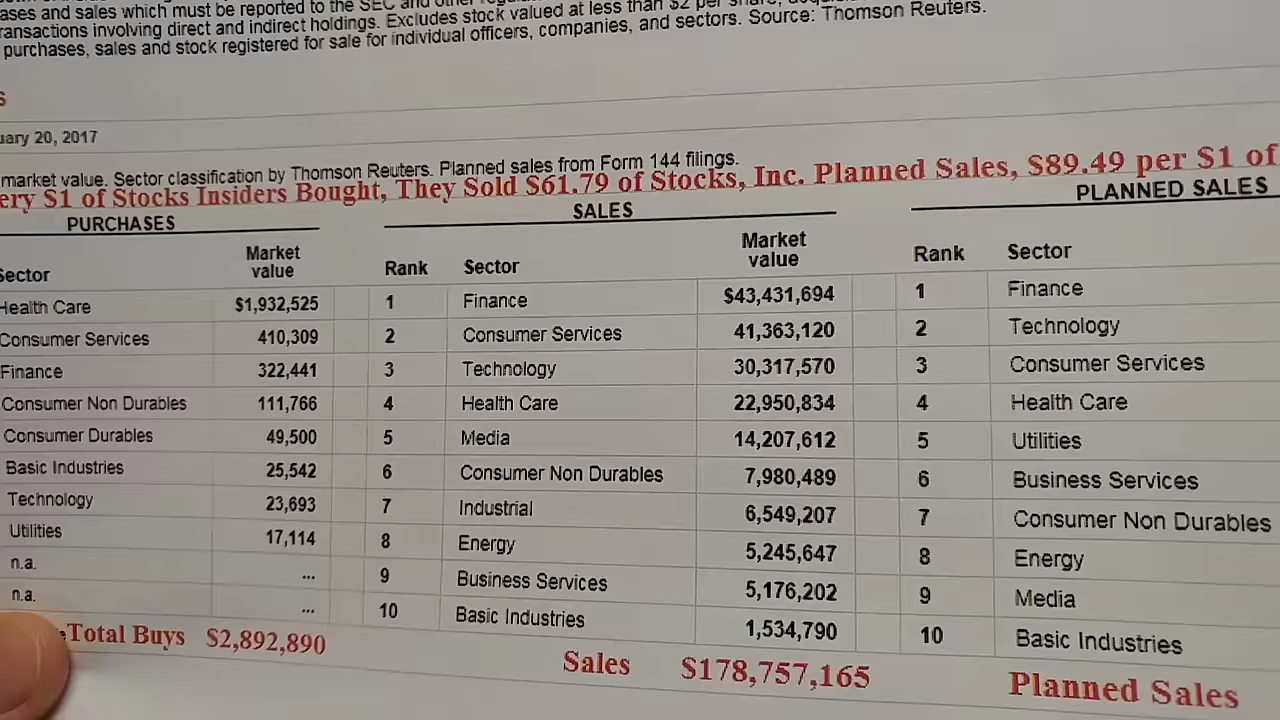 ases and sales which must be reported to the SEC and other
ransactions involving direct and indirect holdings. Excludes stock valued at less than $2 per share,
purchases, sales and stock registered for sale for individual officers, companies, and sectors. Source: Thomson Reuters.
s
uary 20, 2017
market value. Sector classification by Thomson Reuters. Planned sales from Form 144 filings.
ery $1 of Stocks Insiders Bought, They Sold $61.79 of Stocks, Inc. Planned Sales, $89.49 per $1 of
PURCHASES SALES PLANNED SALES
Sector Market value Rank Sector Market value Rank Sector
Health Care $1,932,525 1 Finance $43,431,694 1 Finance
Consumer Services 410,309 2 Consumer Services 41,363,120 2 Technology
Finance 322,441 3 Technology 30,317,570 3 Consumer Services
Consumer Non Durables 111,766 4 Health Care 22,950,834 4 Health Care
Consumer Durables 49,500 5 Media 14,207,612 5 Utilities
Basic Industries 25,542 6 Consumer Non Durables 7,980,489 6 Business Services
Technology 23,693 7 Industrial 6,549,207 7 Consumer Non Durables
Utilities 17,114 8 Energy 5,245,647 8 Energy
n.a. ... 9 Business Services 5,176,202 9 Media
n.a. ... 10 Basic Industries 1,534,790 10 Basic Industries
Total Buys $2,892,890 Sales $178,757,165 Planned Sales